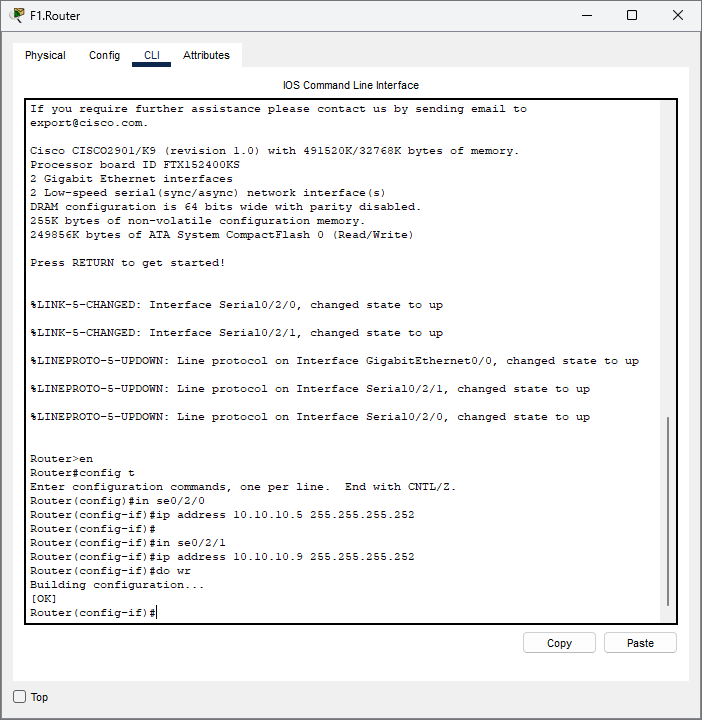 F1.Router
Physical Config CLI Attributes
IOS Command Line Interface
If you require further assistance please contact us by sending email to
export@cisco.com.
Cisco CISCO2901/K9 (revision 1.0) with 491520K/32768K bytes of memory.
Processor board ID FTX152400KS
2 Gigabit Ethernet interfaces
2 Low-speed serial(sync/async) network interface(s)
DRAM configuration is 64 bits wide with parity disabled.
255K bytes of non-volatile configuration memory.
249856K bytes of ATA System CompactFlash 0 (Read/Write)
Press RETURN to get started!
%LINK-5-CHANGED: Interface Serial0/2/0, changed state to up
%LINK-5-CHANGED: Interface Serial0/2/1, changed state to up
%LINEPROTO-5-UPDOWN: Line protocol on Interface GigabitEthernet0/0, changed state to up
%LINEPROTO-5-UPDOWN: Line protocol on Interface Serial0/2/1, changed state to up
%LINEPROTO-5-UPDOWN: Line protocol on Interface Serial0/2/0, changed state to up
Router>en
Router#config t
Enter configuration commands, one per line.  End with CNTL/Z.
Router(config)#in se0/2/0
Router(config-if)#ip address 10.10.10.5 255.255.255.252
Router(config-if)#
Router(config-if)#in se0/2/1
Router(config-if)#ip address 10.10.10.9 255.255.255.252
Router(config-if)#do wr
Building configuration...
[OK]
Router(config-if)#
Copy Paste
Top